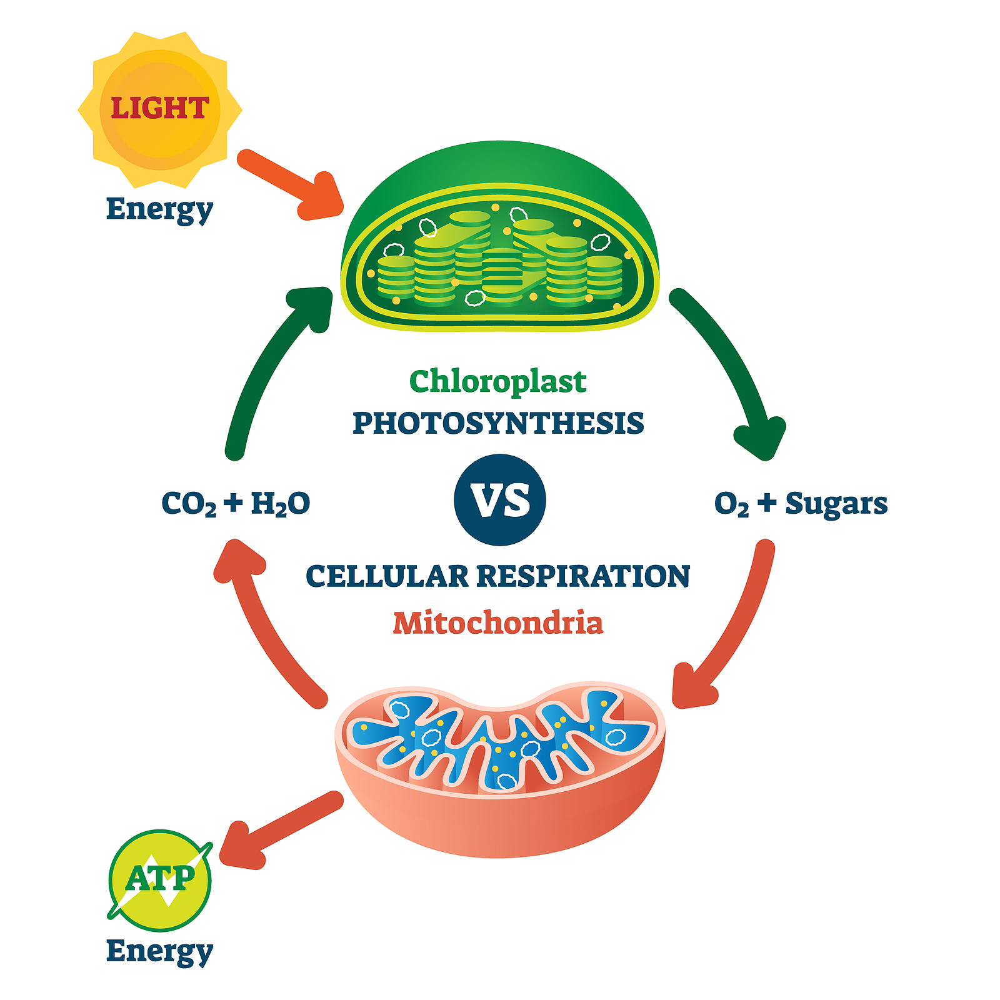 LIGHT
Energy
Chloroplast
PHOTOSYNTHESIS
CO₂ + H₂O
VS
O₂ + Sugars
CELLULAR RESPIRATION
Mitochondria
ATP
Energy